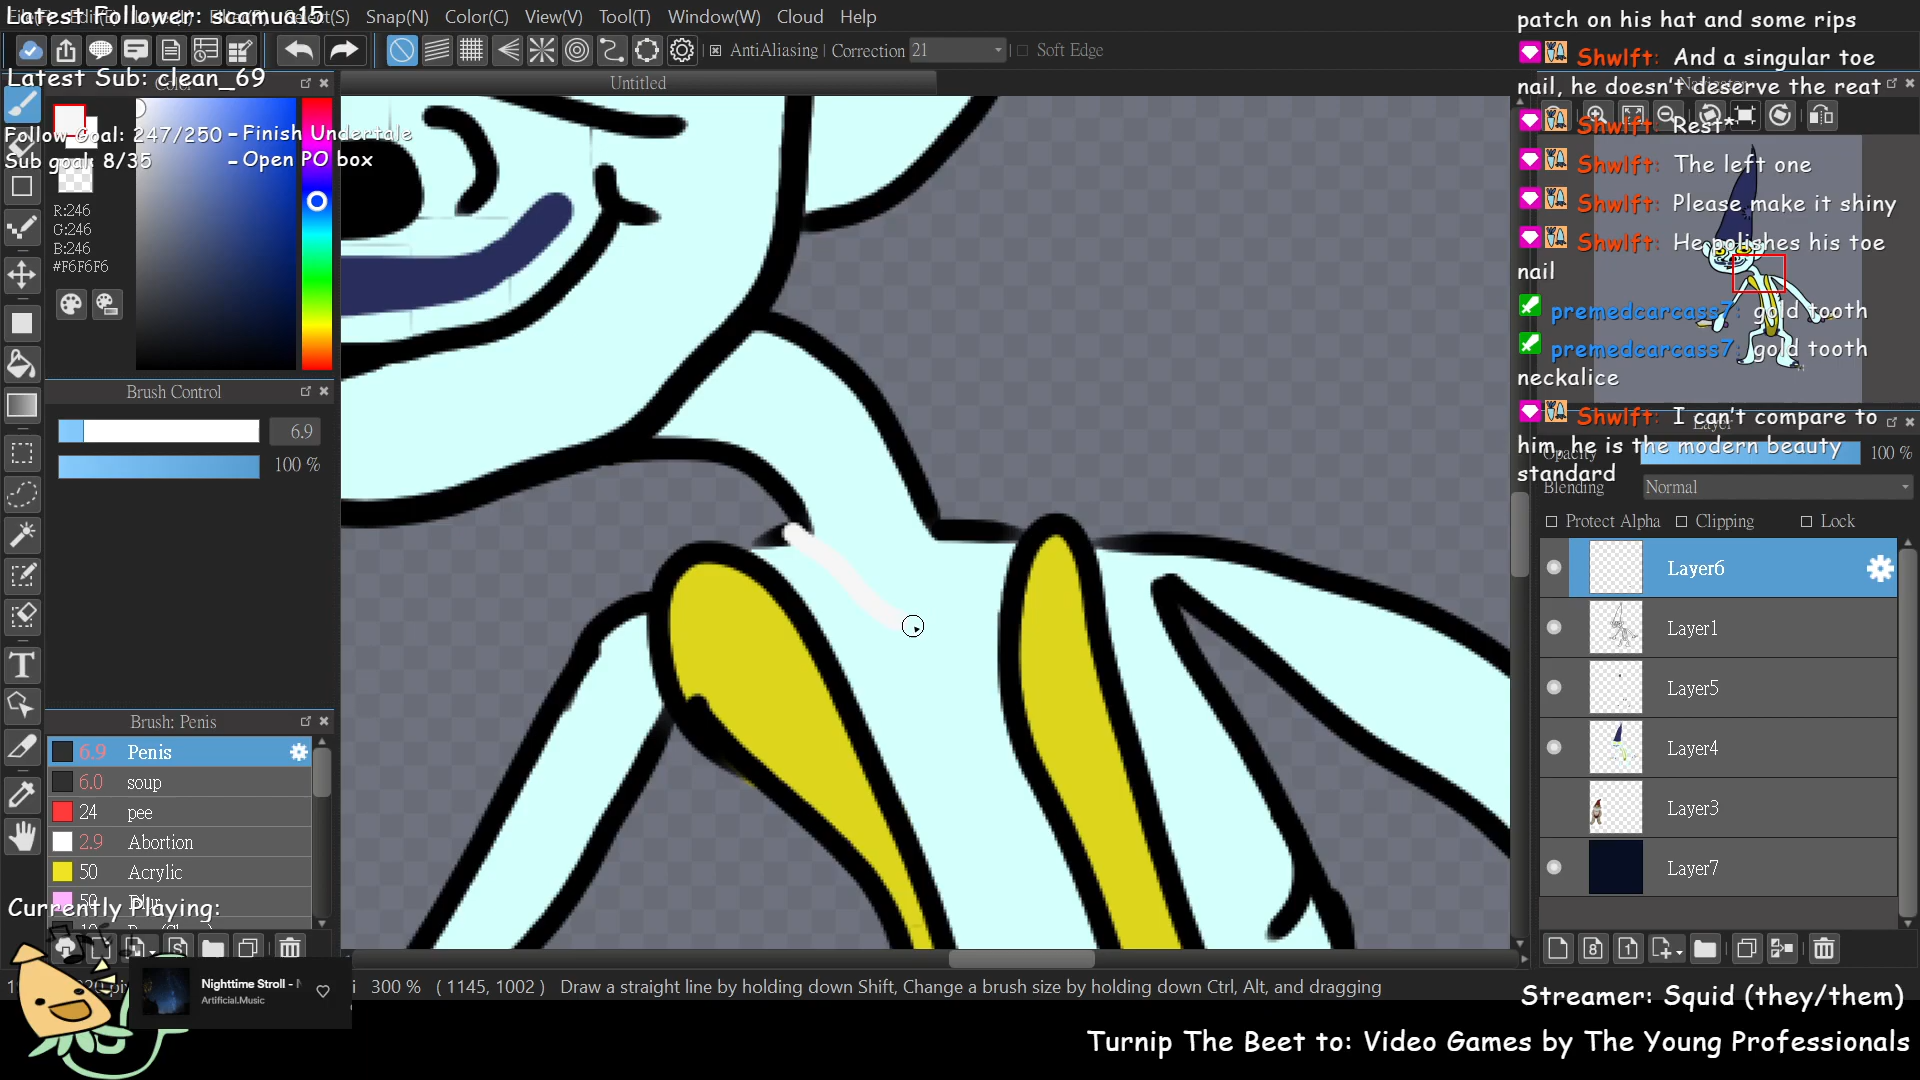 Latest Follower: scamus15
Select(S) Snap(N) Color(C) View(V) Tool(T) Window(W) Cloud Help
AntiAliasing Correction 21 Soft Edge
Latest Sub: clean_69
Color
Untitled
Follow Goal: 247/250 - Finish Undertale
Sub goal: 8/35 - Open PO box
R:246
G:246
B:246
#F6F6F6
Brush Control
6.9
100 %
Brush: Penis
6.9 Penis
6.0 soup
24 pee
2.9 Abortion
50 Acrylic
50 Blur
Currently Playing:
Nighttime Stroll -
Artificial.Music
300 % ( 1145, 1002 ) Draw a straight line by holding down Shift, Change a brush size by holding down Ctrl, Alt, and dragging
patch on his hat and some rips
Shwlft: And a singular toe
nail, he doesn't deserve the reat
Navigator
Shwlft: Rest*
Shwlft: The left one
Shwlft: Please make it shiny
Shwlft: He polishes his toe
nail
premedcarcass7: gold tooth
premedcarcass7: gold tooth
neckalice
Shwlft: I can't compare to
him, he is the modern beauty
standard
Layer
Opacity 100 %
Blending Normal
Protect Alpha Clipping Lock
Layer6
Layer1
Layer5
Layer4
Layer3
Layer7
Streamer: Squid (they/them)
Turnip The Beet to: Video Games by The Young Professionals